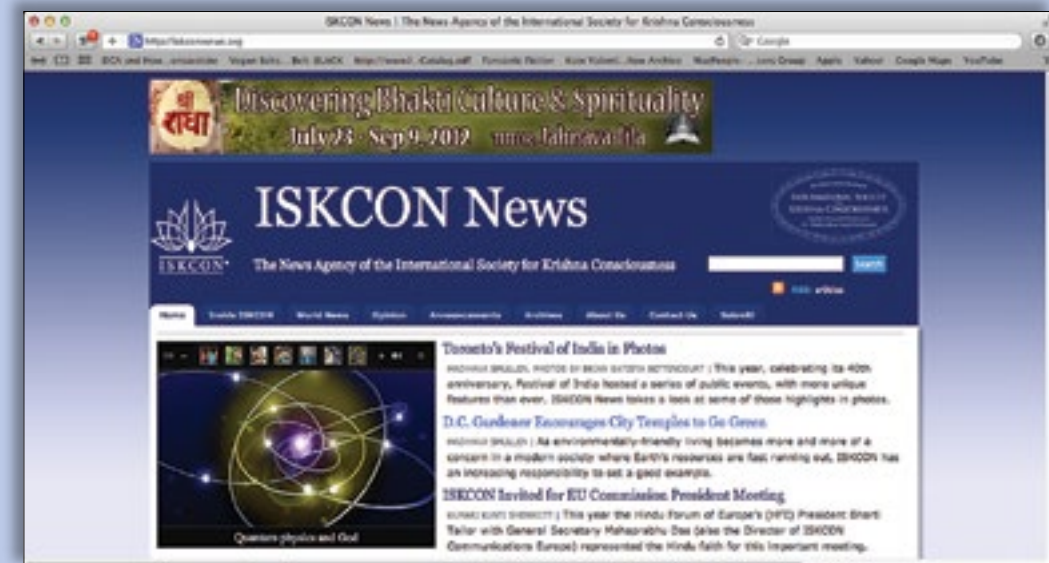 ISKCON News | The News Agency of the International Society for Krishna Consciousness
Google
Apple Yahoo! Google Maps YouTube
श्री
राधा
Discovering Bhakti Culture & Spirituality
July 23 - Sep 9, 2012
ISKCON News
ISKCON
The News Agency of the International Society for Krishna Consciousness
Search
Home Inside ISKCON World News Opinion Announcements Archives About Us Contact Us Submit
Toronto's Festival of India in Photos
This year, celebrating its 40th
anniversary, Festival of India hosted a series of public events, with more unique
features than ever. ISKCON News takes a look at some of those highlights in photos.
D.C. Gardener Encourages City Temples to Go Green
As environmentally-friendly living becomes more and more of a
concern in a modern society where Earth's resources are fast running out, ISKCON has
an increasing responsibility to set a good example.
ISKCON Invited for EU Commission President Meeting
This year the Hindu Forum of Europe's (HFE) President Bharti
Tailor with General Secretary Mahaprabhu Das (also the Director of ISKCON
Communications Europe) represented the Hindu faith for this important meeting.
Quantum physics and God